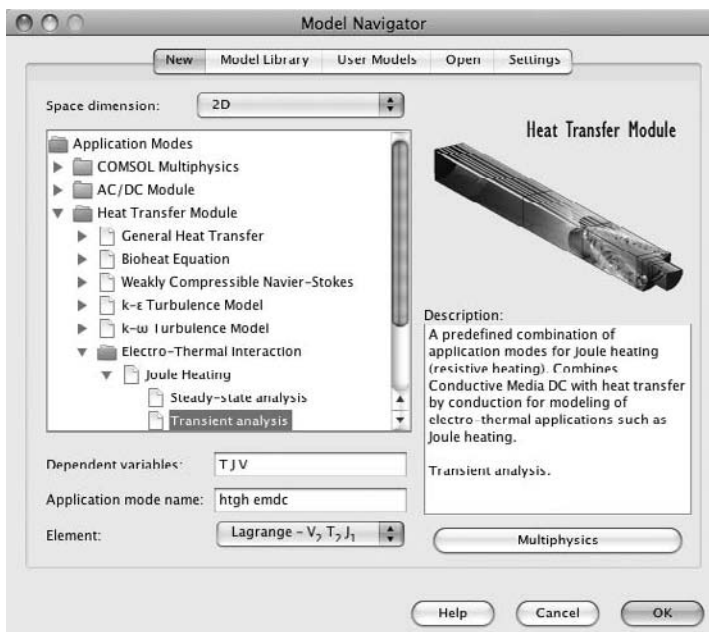 Model Navigator
New Model Library User Models Open Settings
Space dimension: 2D
Application Modes
COMSOL Multiphysics
AC/DC Module
Heat Transfer Module
General Heat Transfer
Bioheat Equation
Weakly Compressible Navier-Stokes
k-ε Turbulence Model
k-ω Turbulence Model
Electro-Thermal Interaction
Joule Heating
Steady-state analysis
Transient analysis
Dependent variables: T J V
Application mode name: htgh emdc
Element: Lagrange - V₂ T₂ J₁
Heat Transfer Module
Description:
A predefined combination of
application modes for Joule heating
(resistive heating). Combines
Conductive Media DC with heat transfer
by conduction for modeling of
electro-thermal applications such as
Joule heating.
Transient analysis.
Multiphysics
Help Cancel OK